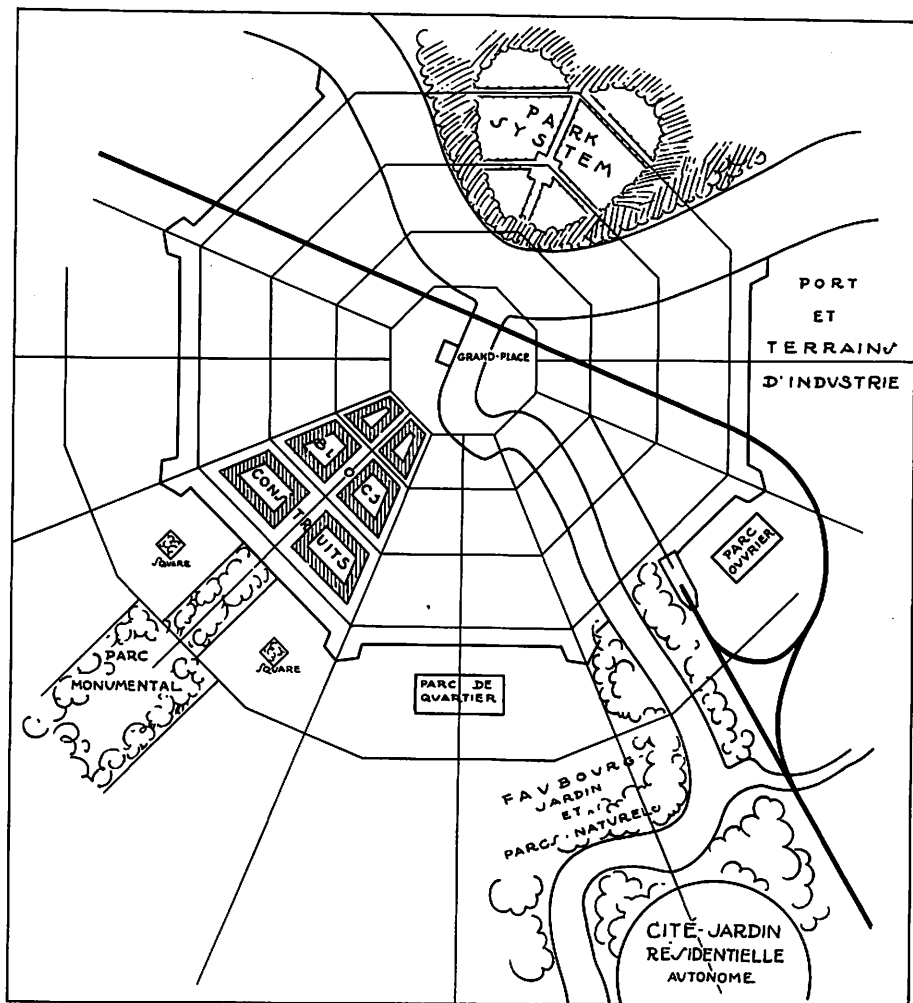 PARK
SYSTEM
PORT
ET
TERRAINS
D'INDUSTRIE
GRAND-PLACE
BLOCS
CONSTRUITS
SQUARE
PARC
OUVRIER
PARC
MONUMENTAL
SQUARE
PARC DE
QUARTIER
FAUBOURG-
JARDIN
ET
PARCS-NATURELS
CITÉ-JARDIN
RÉSIDENTIELLE
AUTONOME